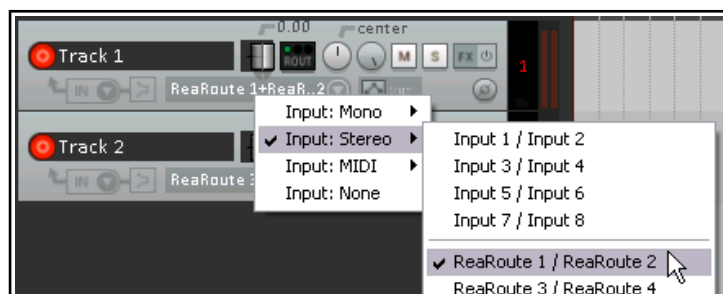 0.00 center
Track 1 ROUT M S FX 1
IN ReaRoute 1+ReaR..2 trim
Input: Mono
Track 2 Input: Stereo Input 1 / Input 2
Input: MIDI Input 3 / Input 4
IN ReaRoute 3 Input: None Input 5 / Input 6
Input 7 / Input 8
ReaRoute 1 / ReaRoute 2
ReaRoute 3 / ReaRoute 4